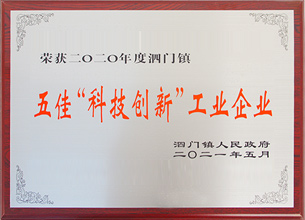 荣获二〇二〇年度泗门镇
五佳“科技创新”工业企业
泗门镇人民政府
二〇二一年五月